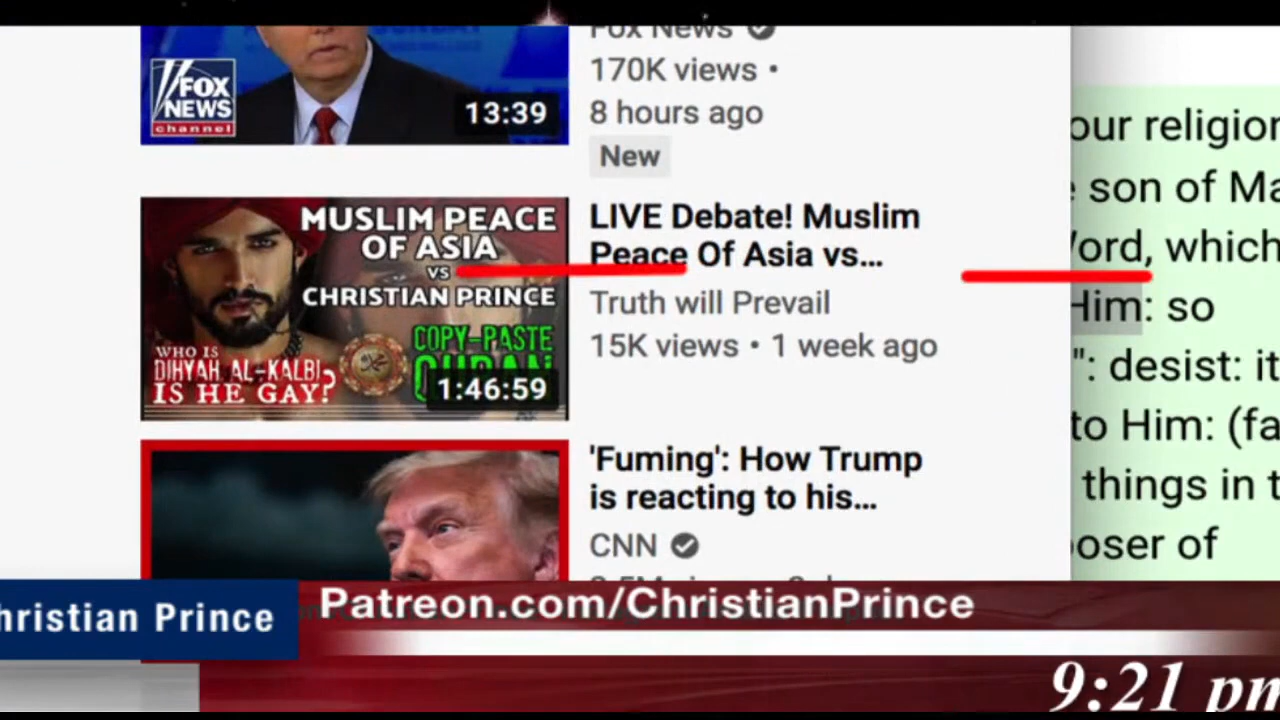 Fox News
170K views •
8 hours ago
New
FOX
NEWS
channel
13:39
MUSLIM PEACE
OF ASIA
VS
CHRISTIAN PRINCE
COPY-PASTE
QURAN
WHO IS
DIHYAH AL-KALBI
IS HE GAY?
1:46:59
LIVE Debate! Muslim
Peace Of Asia vs...
Truth will Prevail
15K views • 1 week ago
'Fuming': How Trump
is reacting to his...
CNN
our religion
son of Ma
Word, which
Him: so
": desist: it
to Him: (fa
things in t
poser of
hristian Prince
Patreon.com/ChristianPrince
9:21 pm